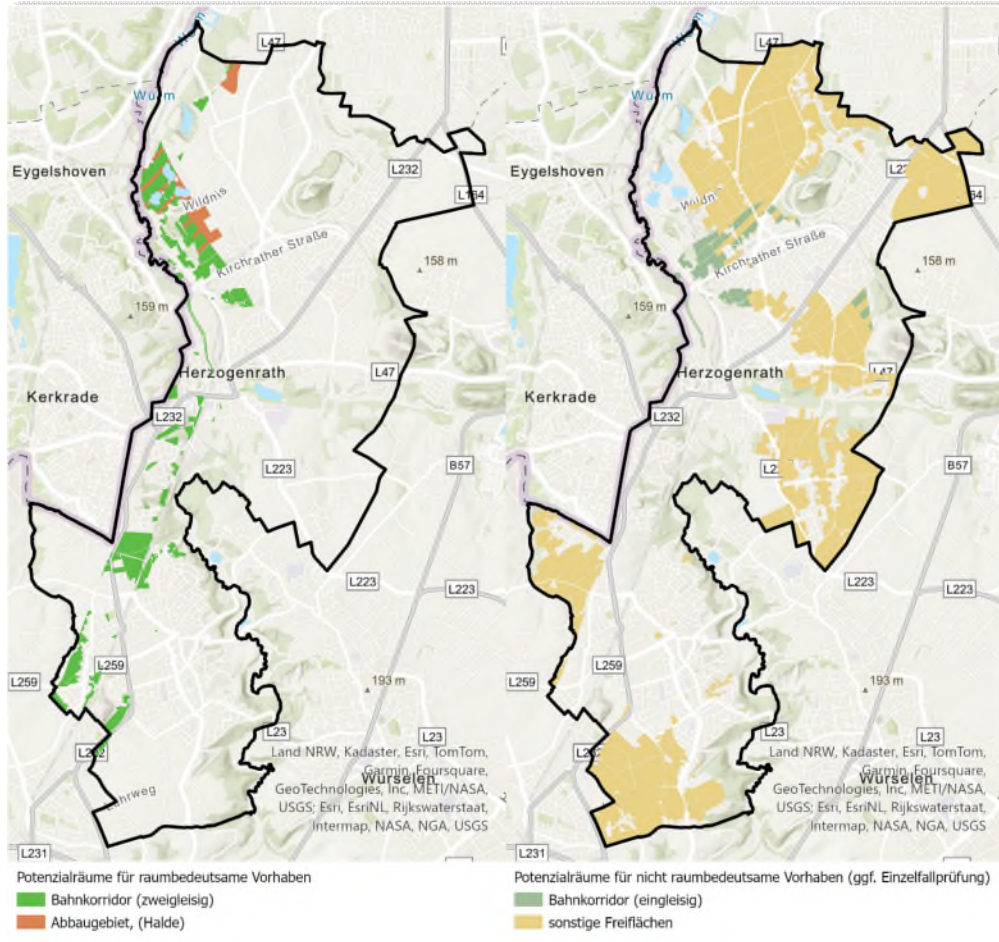 Wurm
L47
Wurm
Eygelshoven
L232
L164
Wildnis
Kirchrather Straße
158 m
159 m
Herzogenrath
L47
Kerkrade
L232
L223
B57
L223
L223
L259
L259
193 m
L23
L23
Land NRW, Kadaster, Esri, TomTom,
Garmin, Foursquare,
GeoTechnologies, Inc, METI/NASA,
USGS; Esri, EsriNL, Rijkswaterstaat,
Intermap, NASA, NGA, USGS
Würselen
L231
Wurm
L47
Wurm
Eygelshoven
Wildnis
Kirchrather Straße
158 m
159 m
Herzogenrath
L47
Kerkrade
L232
B57
L223
L223
L259
L259
193 m
L23
L23
Land NRW, Kadaster, Esri, TomTom,
Garmin, Foursquare,
GeoTechnologies, Inc, METI/NASA,
USGS; Esri, EsriNL, Rijkswaterstaat,
Intermap, NASA, NGA, USGS
Würselen
L231
Potenzialräume für raumbedeutsame Vorhaben
Bahnkorridor (zweigleisig)
Abbaugebiet, (Halde)
Potenzialräume für nicht raumbedeutsame Vorhaben (ggf. Einzelfallprüfung)
Bahnkorridor (eingleisig)
sonstige Freiflächen